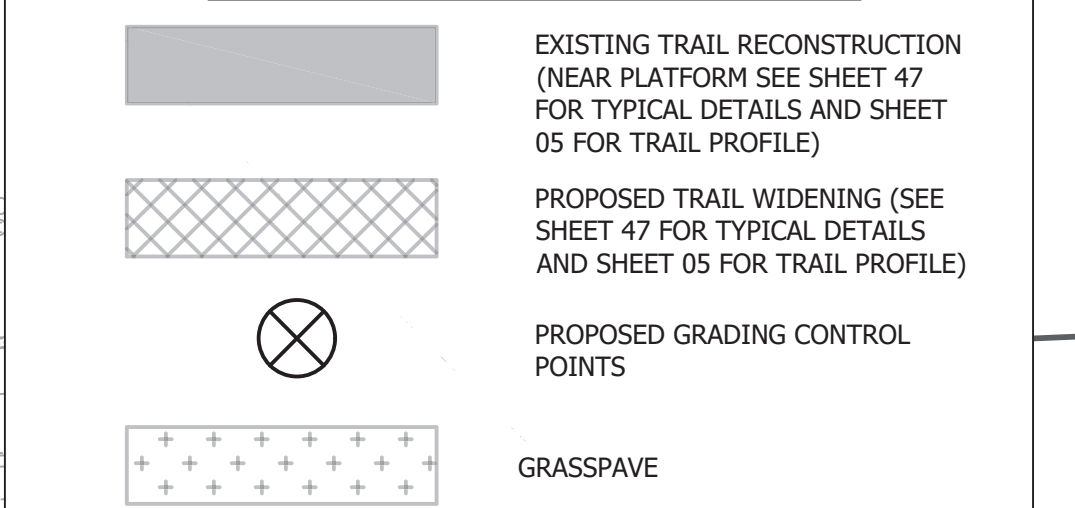 EXISTING TRAIL RECONSTRUCTION
(NEAR PLATFORM SEE SHEET 47
FOR TYPICAL DETAILS AND SHEET
05 FOR TRAIL PROFILE)
PROPOSED TRAIL WIDENING (SEE
SHEET 47 FOR TYPICAL DETAILS
AND SHEET 05 FOR TRAIL PROFILE)
PROPOSED GRADING CONTROL
POINTS
GRASSPAVE